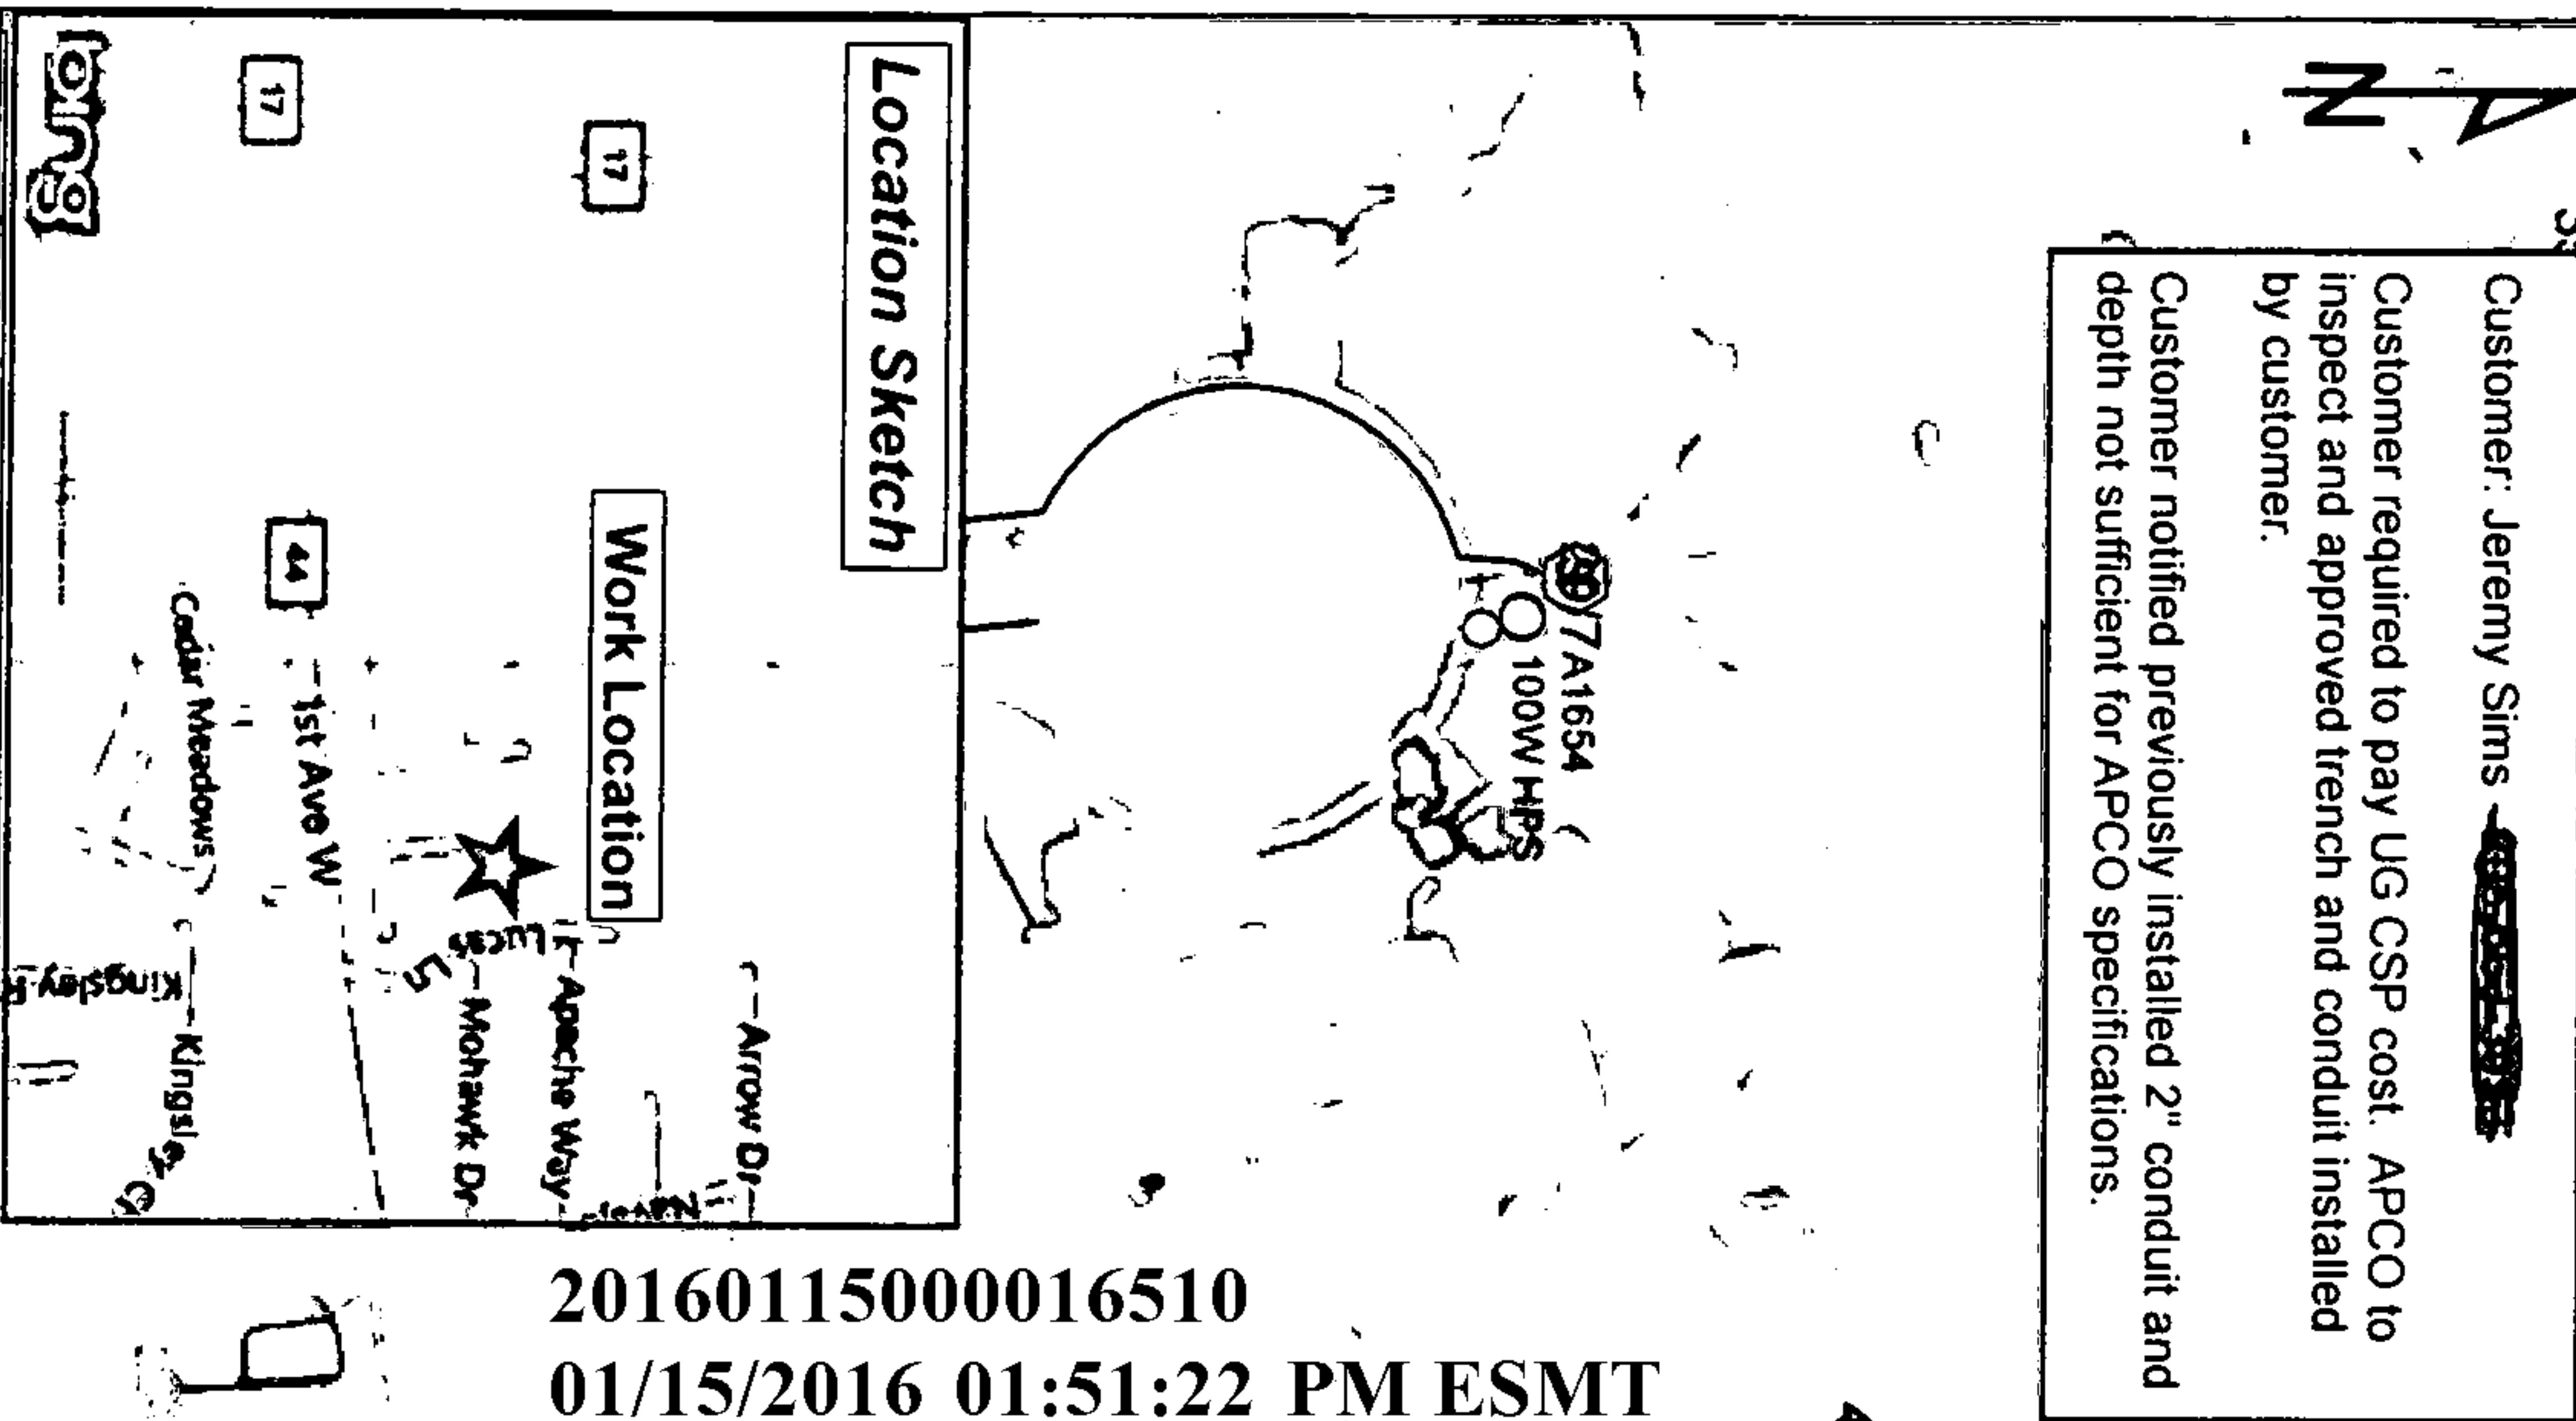 N
Customer: Jeremy Sims
Customer required to pay UG CSP cost. APCO to
inspect and approved trench and conduit installed
by customer.
Customer notified previously installed 2" conduit and
depth not sufficient for APCO specifications.
7A1654
100W HPS
Location Sketch
Work Location
17
17
44
1st Ave W
Cedar Meadows
Lucas
Mohawk Dr
Apache Way
Arrow Dr
Kingsley
Kingsley Cr
bing
20160115000016510
01/15/2016 01:51:22 PM ESMT